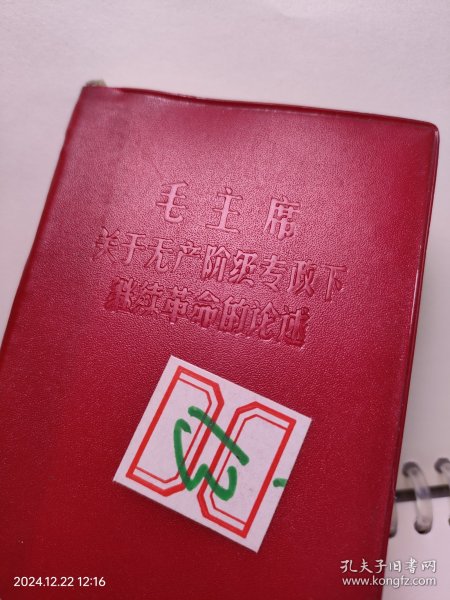 毛主席
关于无产阶级专政下
继续革命的论述
13
2024.12.22 12:16
孔夫子旧书网
www.kongfz.com